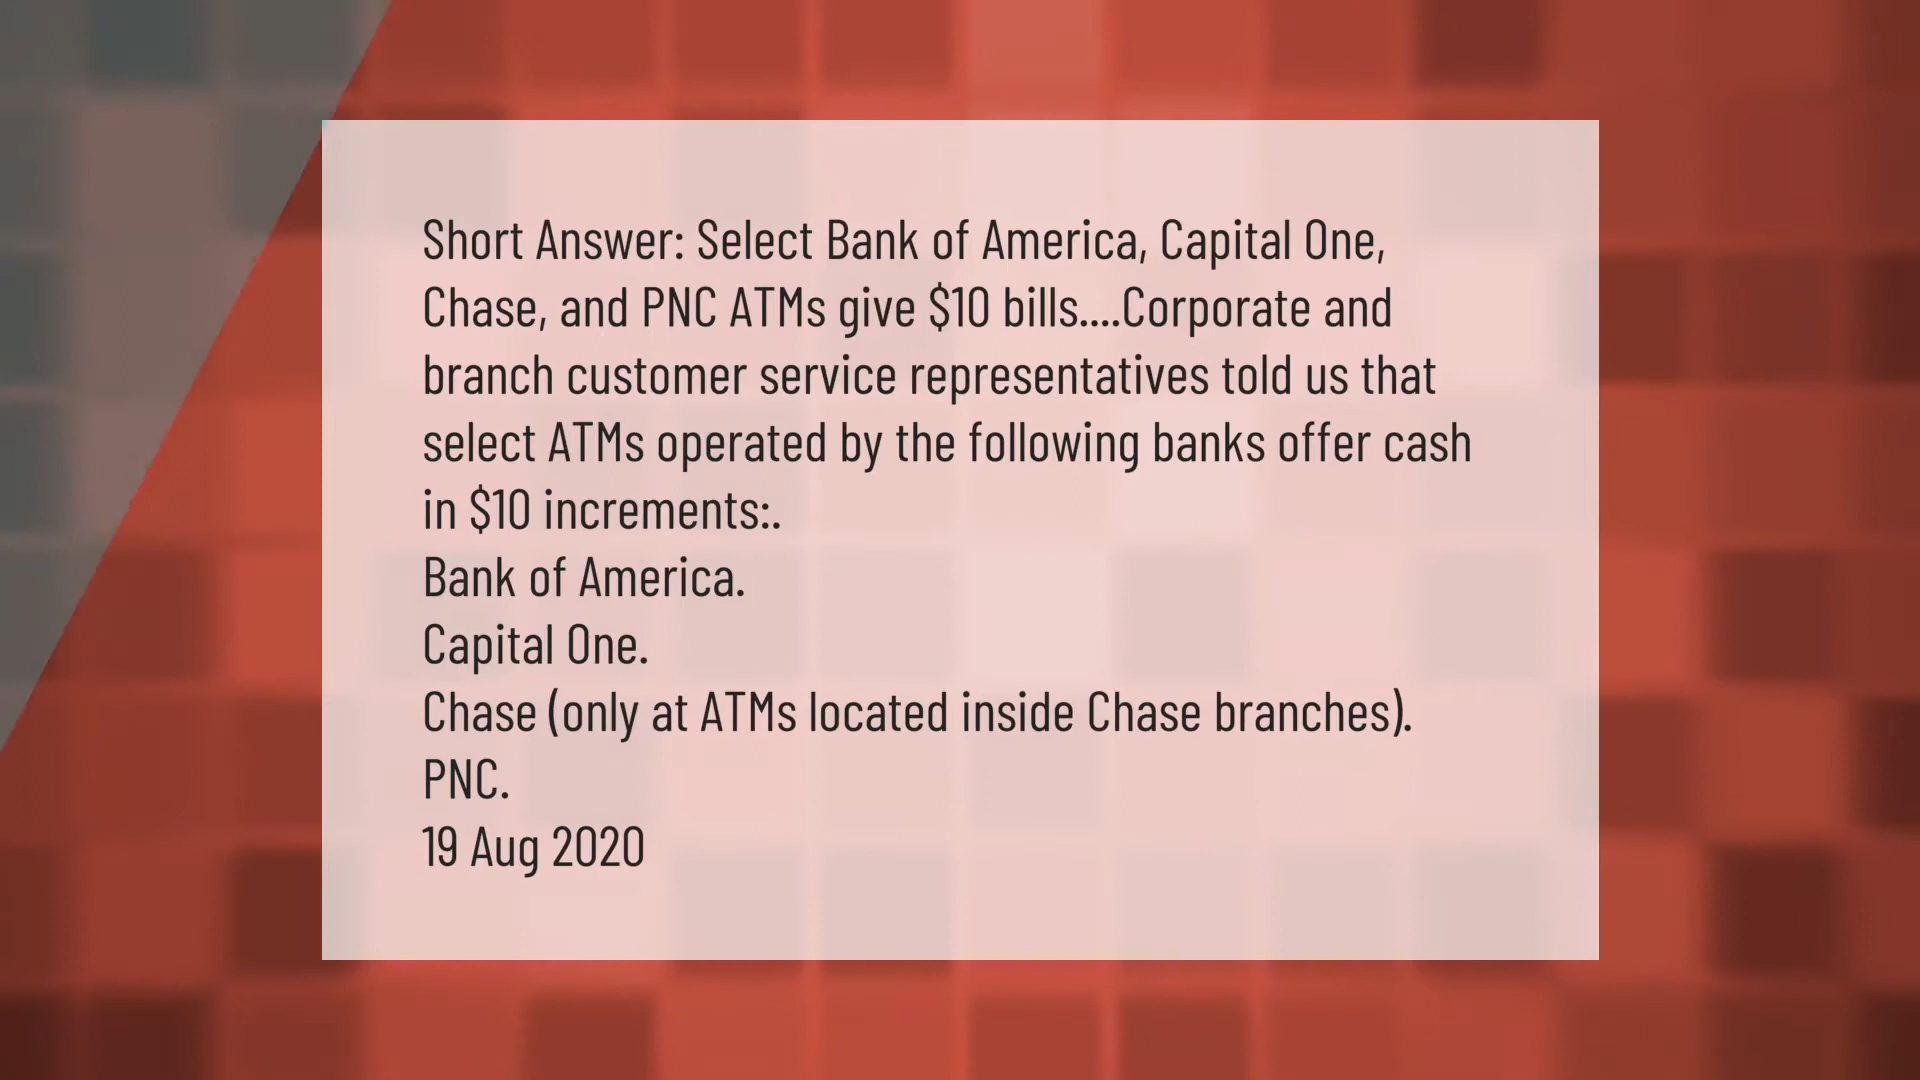 Short Answer: Select Bank of America, Capital One,
Chase, and PNC ATMs give $10 bills....Corporate and
branch customer service representatives told us that
select ATMs operated by the following banks offer cash
in $10 increments:.
Bank of America.
Capital One.
Chase (only at ATMs located inside Chase branches).
PNC.
19 Aug 2020